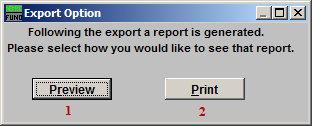 FUND
Export Option
Following the export a report is generated.
Please select how you would like to see that report.
Preview Print
1 2